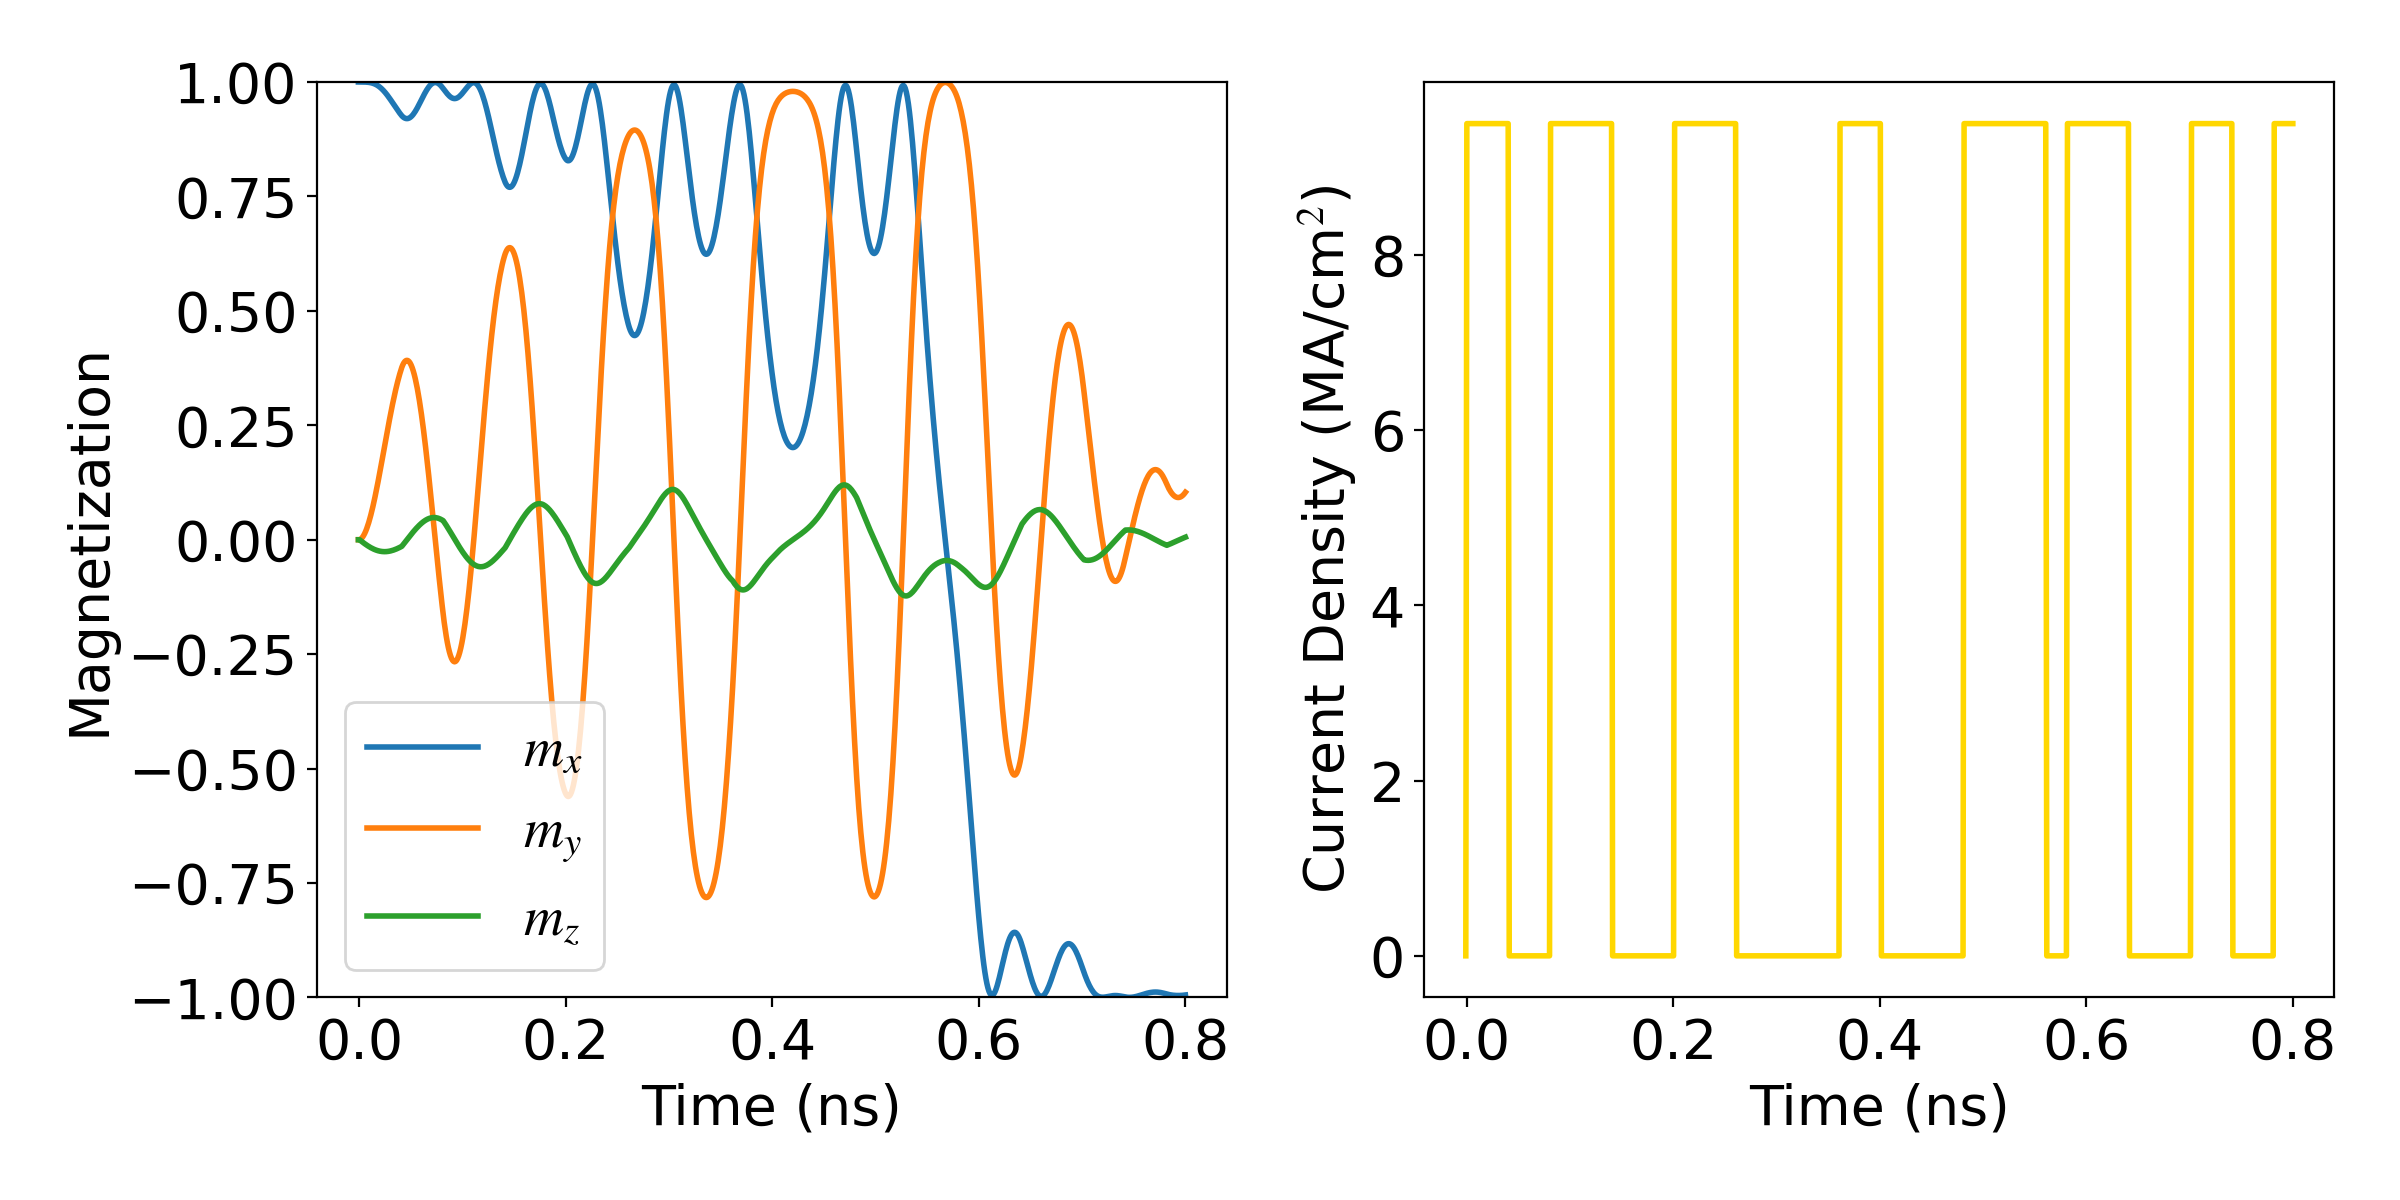 1.00
0.75
0.50
0.25
0.00
−0.25
−0.50
−0.75
−1.00
Magnetization
m_x
m_y
m_z
0.0 0.2 0.4 0.6 0.8
Time (ns)
8
6
4
2
0
Current Density (MA/cm²)
0.0 0.2 0.4 0.6 0.8
Time (ns)